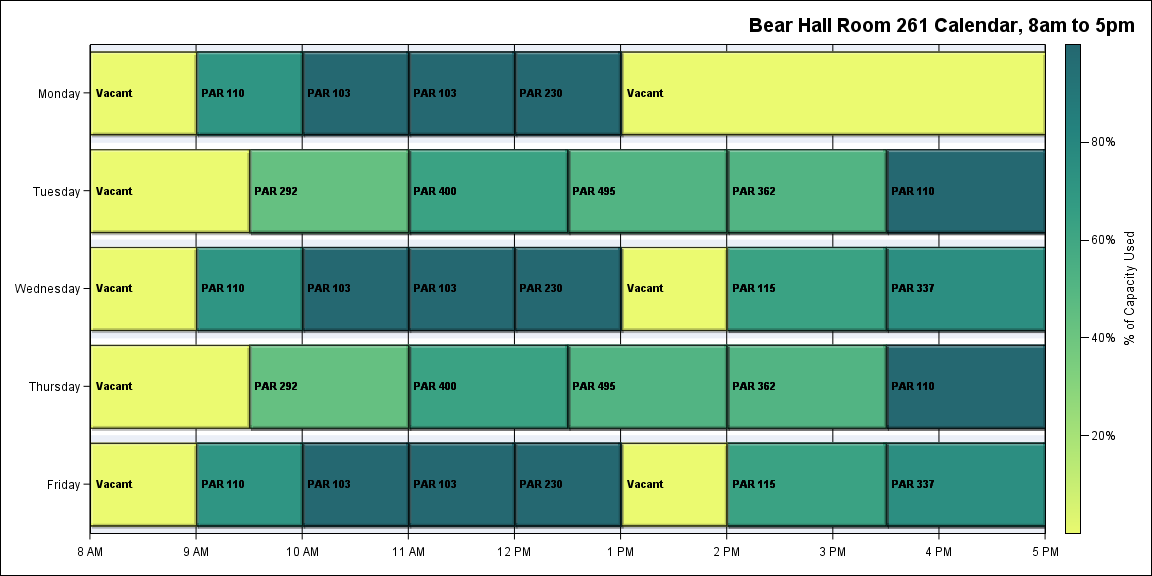 Bear Hall Room 261 Calendar, 8am to 5pm
Monday
Vacant
PAR 110
PAR 103
PAR 103
PAR 230
Vacant
Tuesday
Vacant
PAR 292
PAR 400
PAR 495
PAR 362
PAR 110
Wednesday
Vacant
PAR 110
PAR 103
PAR 103
PAR 230
Vacant
PAR 115
PAR 337
Thursday
Vacant
PAR 292
PAR 400
PAR 495
PAR 362
PAR 110
Friday
Vacant
PAR 110
PAR 103
PAR 103
PAR 230
Vacant
PAR 115
PAR 337
8 AM
9 AM
10 AM
11 AM
12 PM
1 PM
2 PM
3 PM
4 PM
5 PM
80%
60%
40%
20%
% of Capacity Used